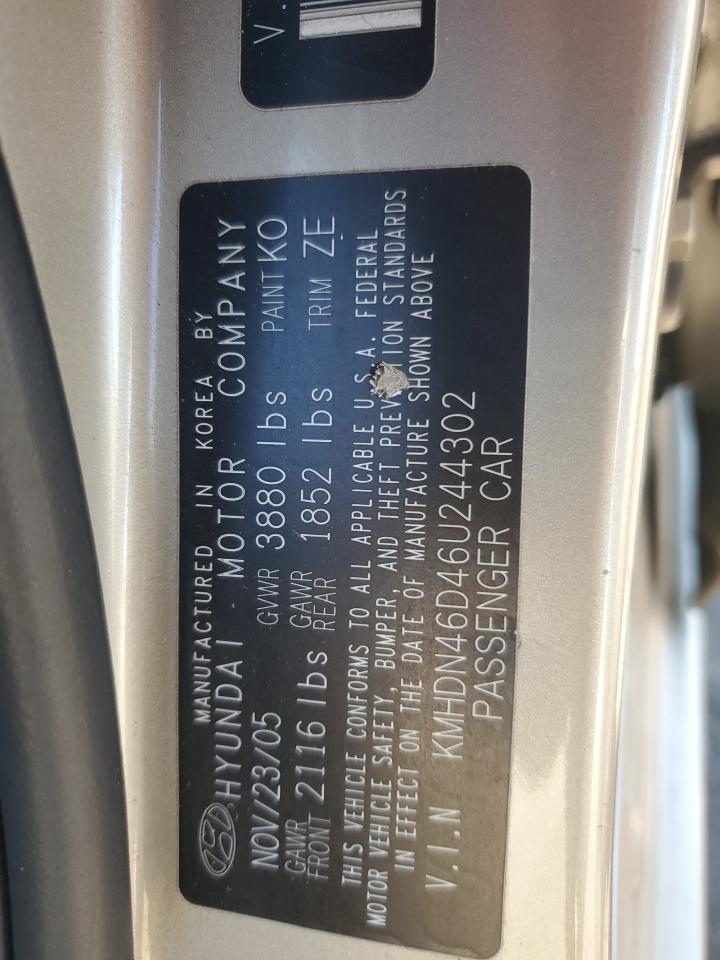 V.
MANUFACTURED IN KOREA BY
HYUNDAI MOTOR COMPANY
NOV/23/05 GVWR 3880 lbs PAINT KO
GAWR FRONT 2116 lbs GAWR REAR 1852 lbs TRIM ZE
THIS VEHICLE CONFORMS TO ALL APPLICABLE U.S.A. FEDERAL
MOTOR VEHICLE SAFETY, BUMPER, AND THEFT PREVENTION STANDARDS
IN EFFECT ON THE DATE OF MANUFACTURE SHOWN ABOVE
V.I.N KMHDN46D46U244302
PASSENGER CAR